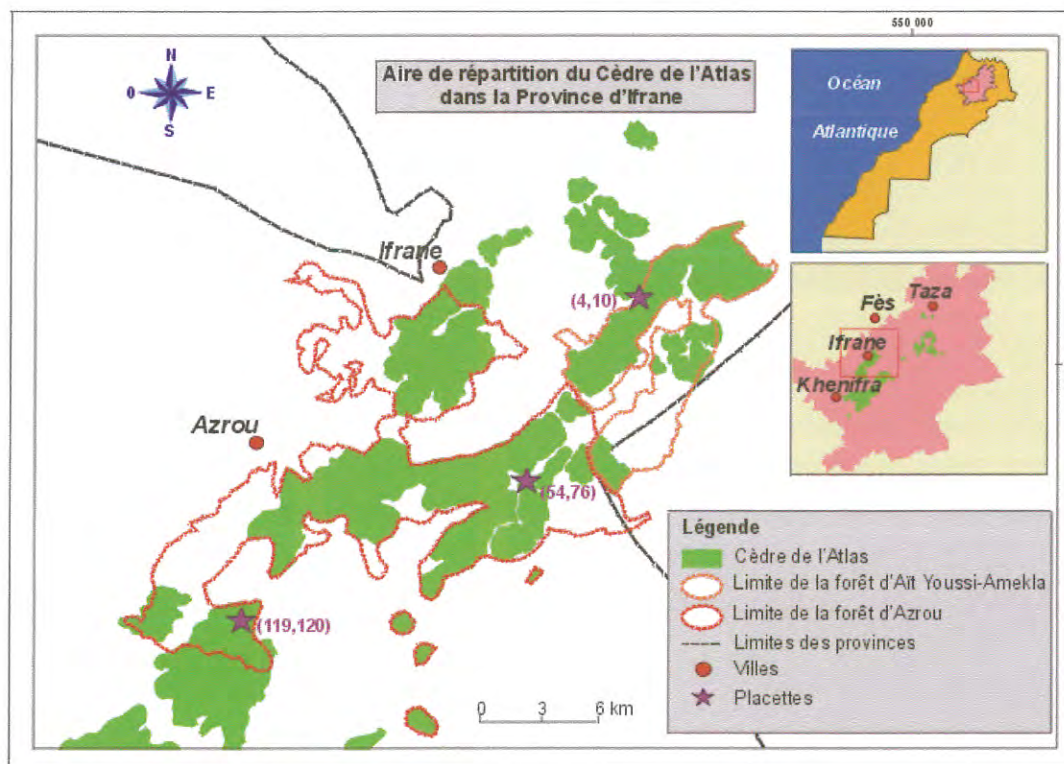 550 000
N
O E
S
Aire de répartition du Cèdre de l'Atlas
dans la Province d'Ifrane
Océan
Atlantique
Ifrane
(4,10)
Fès
Taza
Ifrane
Khenifra
Azrou
(54,76)
(119,120)
0 3 6 km
Légende
Cèdre de l'Atlas
Limite de la forêt d'Aït Youssi-Amekla
Limite de la forêt d'Azrou
Limites des provinces
Villes
Placettes